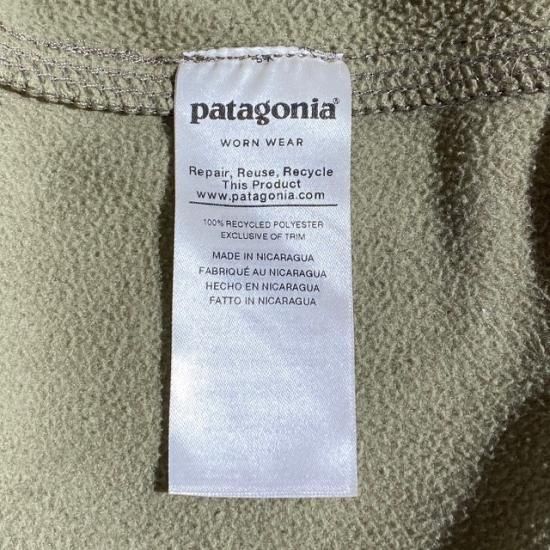 patagonia®
WORN WEAR
Repair, Reuse, Recycle
This Product
www.patagonia.com
100% RECYCLED POLYESTER
EXCLUSIVE OF TRIM
MADE IN NICARAGUA
FABRIQUÉ AU NICARAGUA
HECHO EN NICARAGUA
FATTO IN NICARAGUA